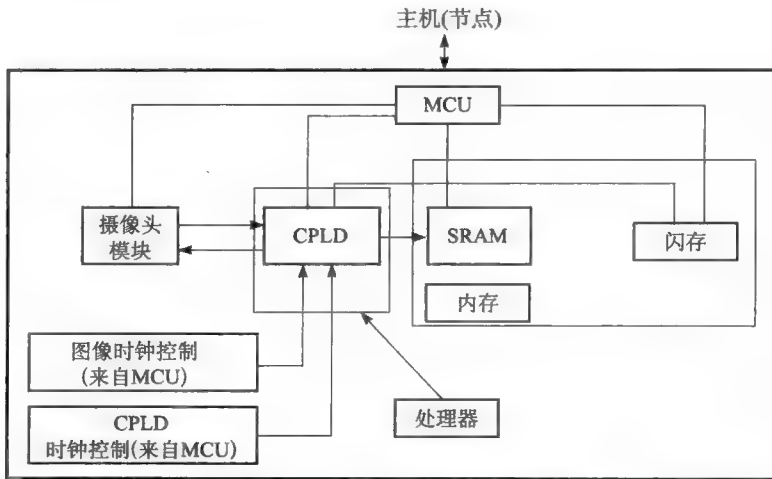 主机(节点)
MCU
摄像头
模块
CPLD
SRAM
闪存
内存
图像时钟控制
(来自MCU)
处理器
CPLD
时钟控制(来自MCU)